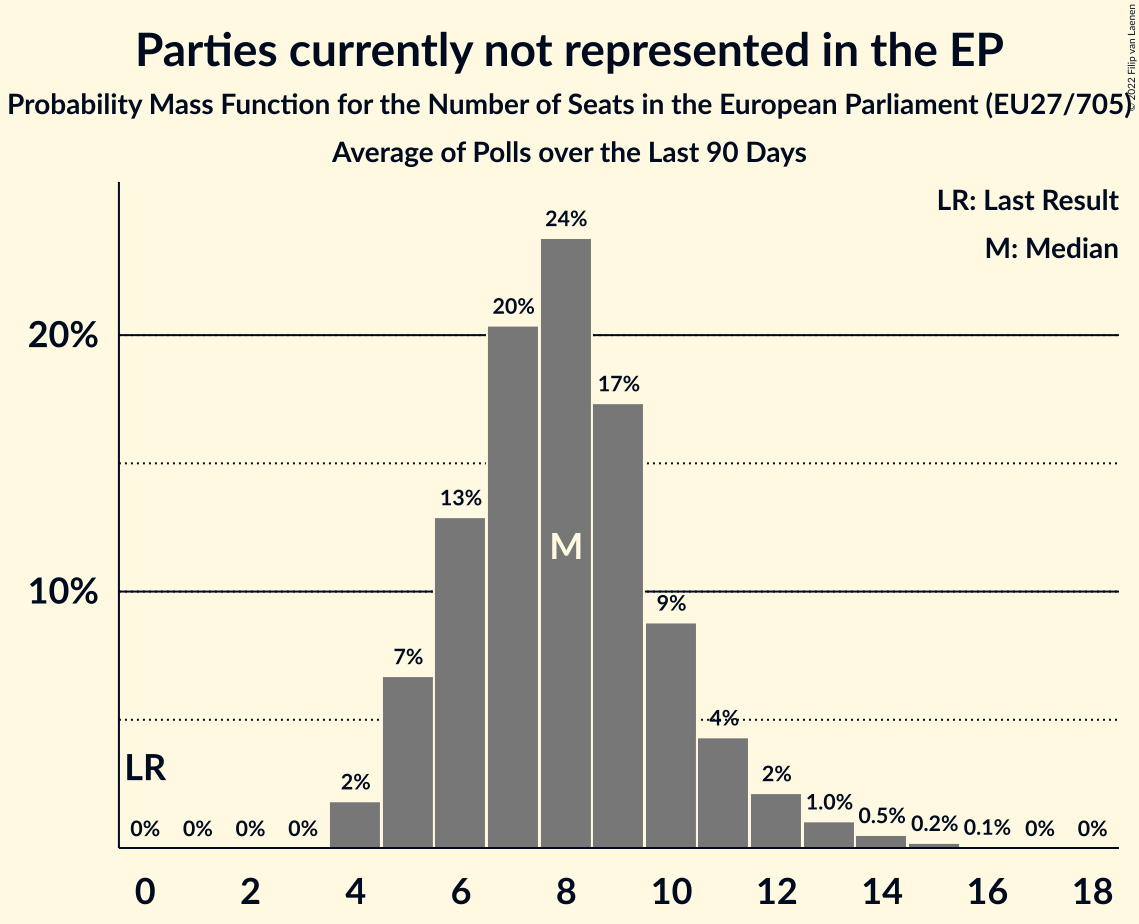 Parties currently not represented in the EP
Probability Mass Function for the Number of Seats in the European Parliament (EU27/705)
Average of Polls over the Last 90 Days
© 2022 Filip van Laenen
LR: Last Result
M: Median
20%
10%
LR
0%
0%
0%
0%
2%
7%
13%
20%
24%
17%
9%
4%
2%
1.0%
0.5%
0.2%
0.1%
0%
0%
M
0 2 4 6 8 10 12 14 16 18